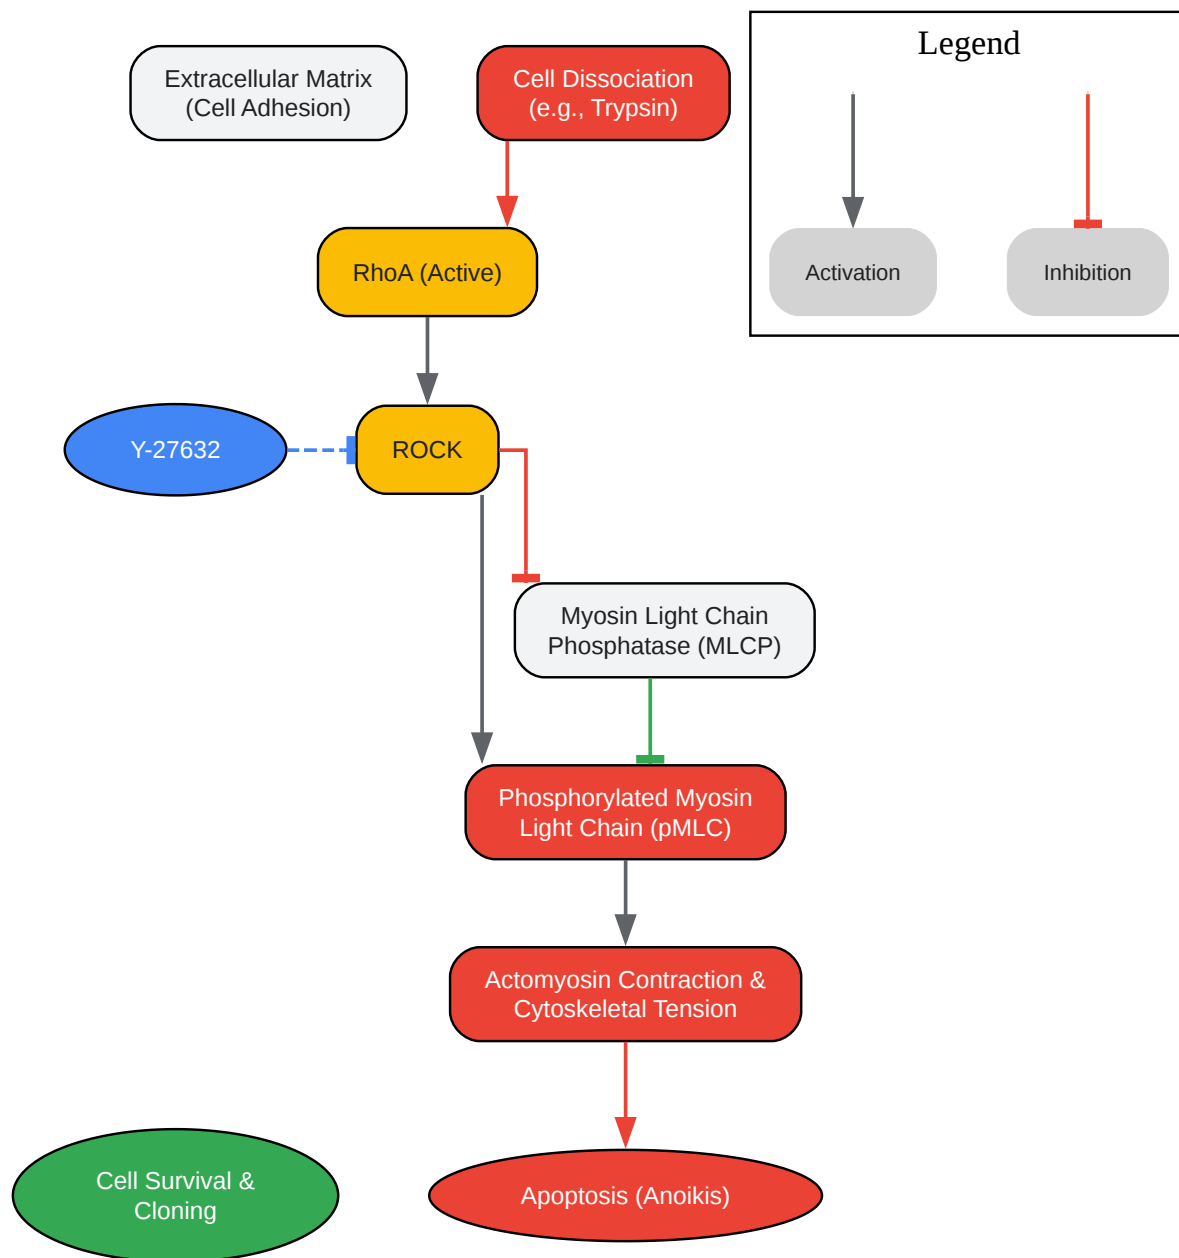 Legend
Extracellular Matrix
(Cell Adhesion)
Cell Dissociation
(e.g., Trypsin)
RhoA (Active)
Activation
Inhibition
Y-27632
ROCK
Myosin Light Chain
Phosphatase (MLCP)
Phosphorylated Myosin
Light Chain (pMLC)
Actomyosin Contraction &
Cytoskeletal Tension
Cell Survival &
Cloning
Apoptosis (Anoikis)